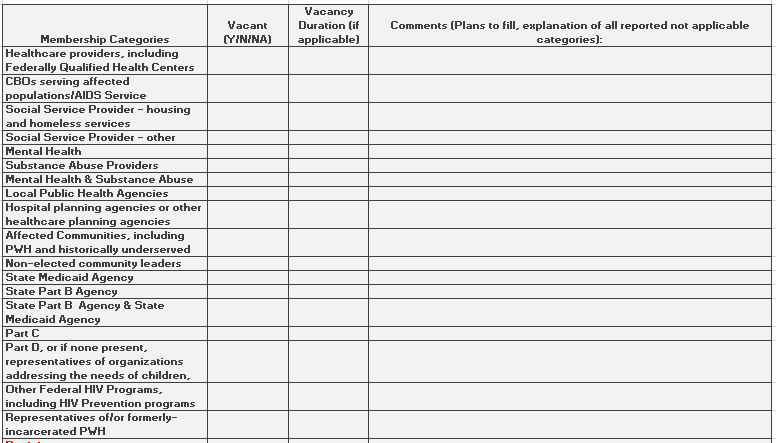 Vacancy
Vacant Duration (if Comments (Plans to fill, explanation of all reported not applicable
Membership Categories (Y/N/NA) applicable) categories):
Healthcare providers, including
Federally Qualified Health Centers
CBOs serving affected
populations/AIDS Service
Social Service Provider – housing
and homeless services
Social Service Provider – other
Mental Health
Substance Abuse Providers
Mental Health & Substance Abuse
Local Public Health Agencies
Hospital planning agencies or other
healthcare planning agencies
Affected Communities, including
PWH and historically underserved
Non-elected community leaders
State Medicaid Agency
State Part B Agency
State Part B Agency & State
Medicaid Agency
Part C
Part D, or if none present,
representatives of organizations
addressing the needs of children,
Other Federal HIV Programs,
including HIV Prevention programs
Representatives of/or formerly-
incarcerated PWH